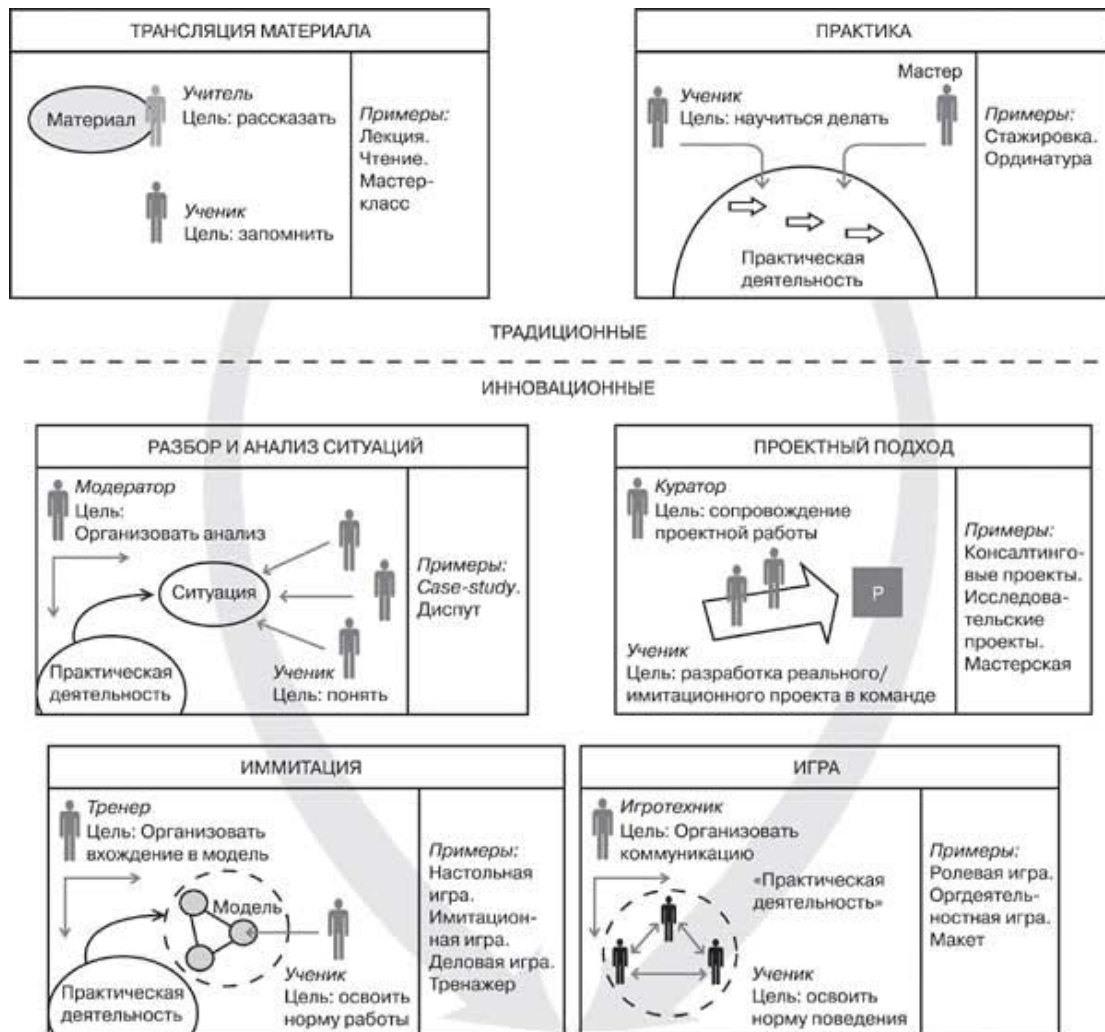 ТРАНСЛЯЦИЯ МАТЕРИАЛА
Материал
Учитель
Цель: рассказать
Ученик
Цель: запомнить
Примеры:
Лекция.
Чтение.
Мастер-
класс
ПРАКТИКА
Мастер
Ученик
Цель: научиться делать
Практическая
деятельность
Примеры:
Стажировка.
Ординатура
ТРАДИЦИОННЫЕ
ИННОВАЦИОННЫЕ
РАЗБОР И АНАЛИЗ СИТУАЦИЙ
Модератор
Цель:
Организовать анализ
Ситуация
Практическая
деятельность
Ученик
Цель: понять
Примеры:
Case-study.
Диспут
ПРОЕКТНЫЙ ПОДХОД
Куратор
Цель: сопровождение
проектной работы
P
Ученик
Цель: разработка реального/
имитационного проекта в команде
Примеры:
Консалтинго-
вые проекты.
Исследова-
тельские
проекты.
Мастерская
ИММИТАЦИЯ
Тренер
Цель: Организовать
вхождение в модель
Модель
Практическая
деятельность
Ученик
Цель: освоить
норму работы
Примеры:
Настольная
игра.
Имитацион-
ная игра.
Деловая игра.
Тренажер
ИГРА
Игротехник
Цель: Организовать
коммуникацию
«Практическая
деятельность»
Ученик
Цель: освоить
норму поведения
Примеры:
Ролевая игра.
Оргдеятель-
ностная игра.
Макет